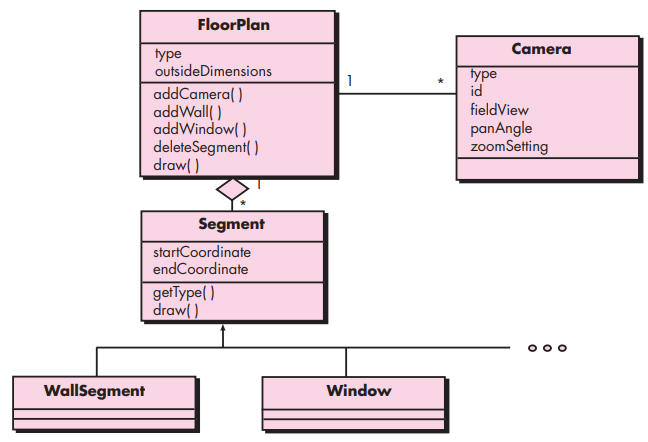 FloorPlan
type
outsideDimensions
addCamera( )
addWall( )
addWindow( )
deleteSegment( )
draw( )
1
*
Camera
type
id
fieldView
panAngle
zoomSetting
1
*
Segment
startCoordinate
endCoordinate
getType( )
draw( )
WallSegment
Window